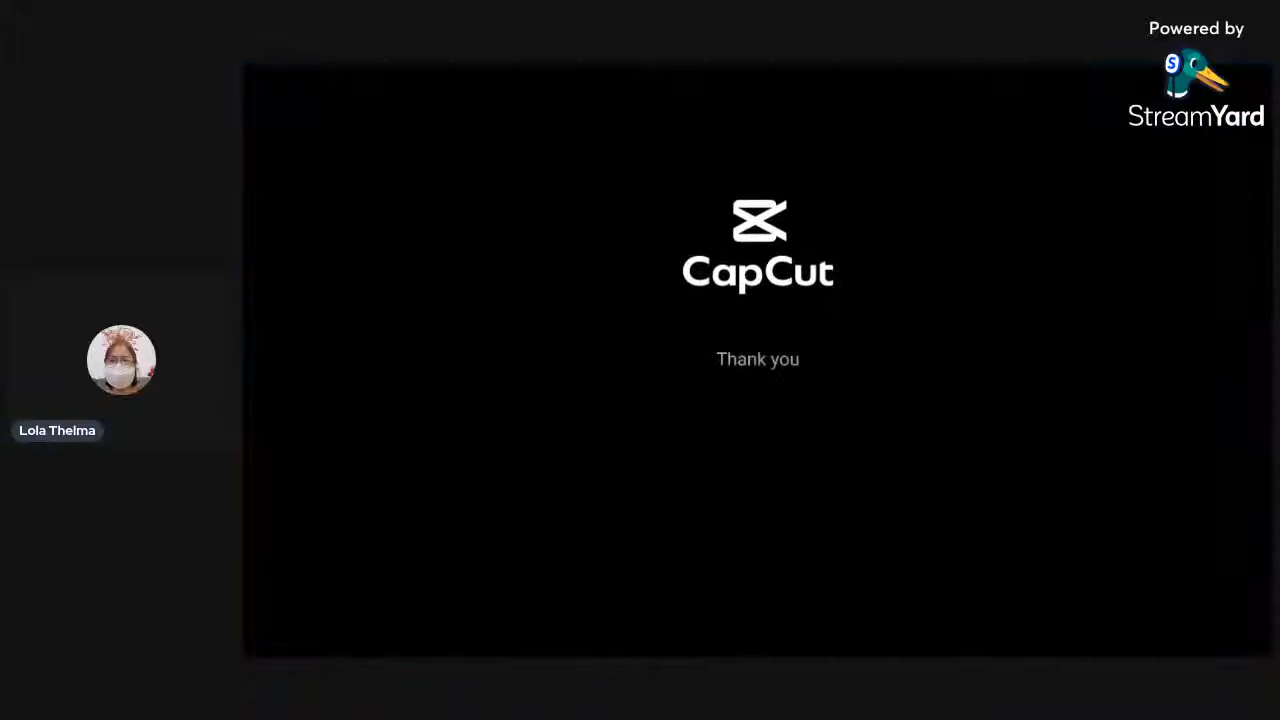 Powered by
S
StreamYard
CapCut
Thank you
Lola Thelma